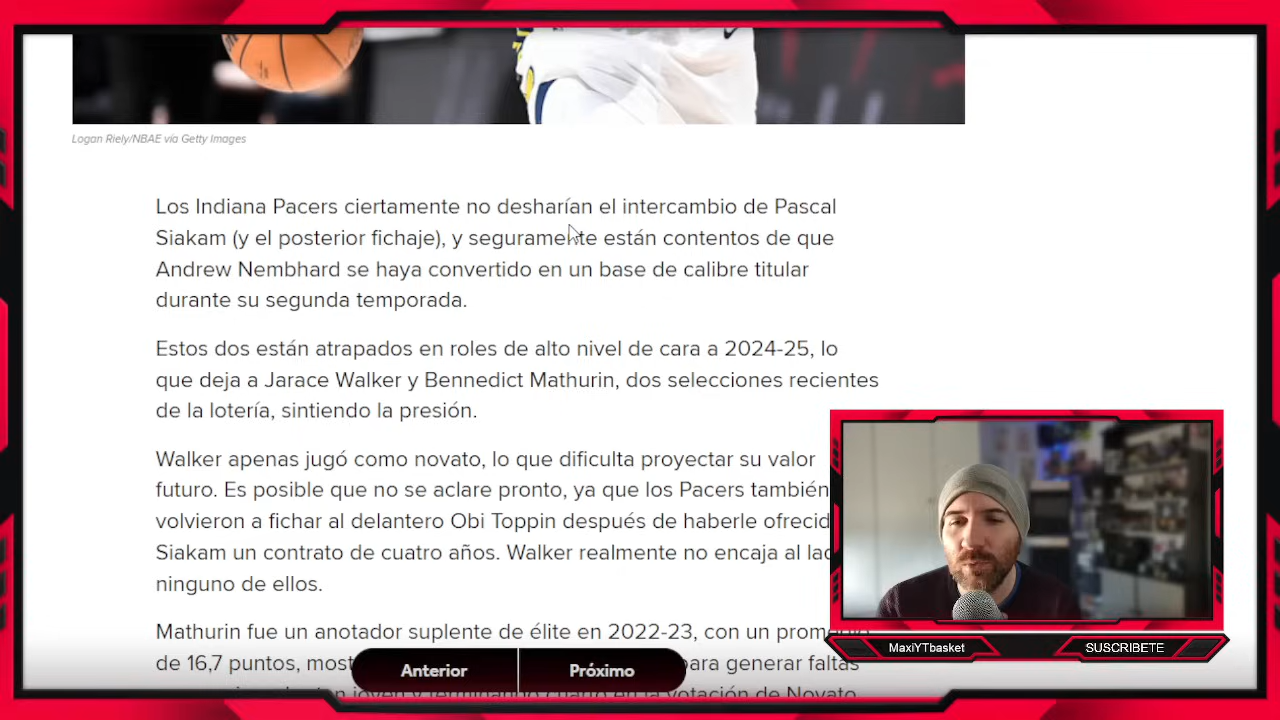 Logan Riely/NBAE vía Getty Images
Los Indiana Pacers ciertamente no desharían el intercambio de Pascal
Siakam (y el posterior fichaje), y seguramente están contentos de que
Andrew Nembhard se haya convertido en un base de calibre titular
durante su segunda temporada.
Estos dos están atrapados en roles de alto nivel de cara a 2024-25, lo
que deja a Jarace Walker y Bennedict Mathurin, dos selecciones recientes
de la lotería, sintiendo la presión.
Walker apenas jugó como novato, lo que dificulta proyectar su valor
futuro. Es posible que no se aclare pronto, ya que los Pacers también
volvieron a fichar al delantero Obi Toppin después de haberle
Siakam un contrato de cuatro años. Walker realmente no encaja al
ninguno de ellos.
Mathurin fue un anotador suplente de élite en 2022-23, con un promedio
de 16,7 puntos, para generar faltas
en la votación de Novato
Anterior
Próximo
MaxiYTbasket
SUSCRIBETE